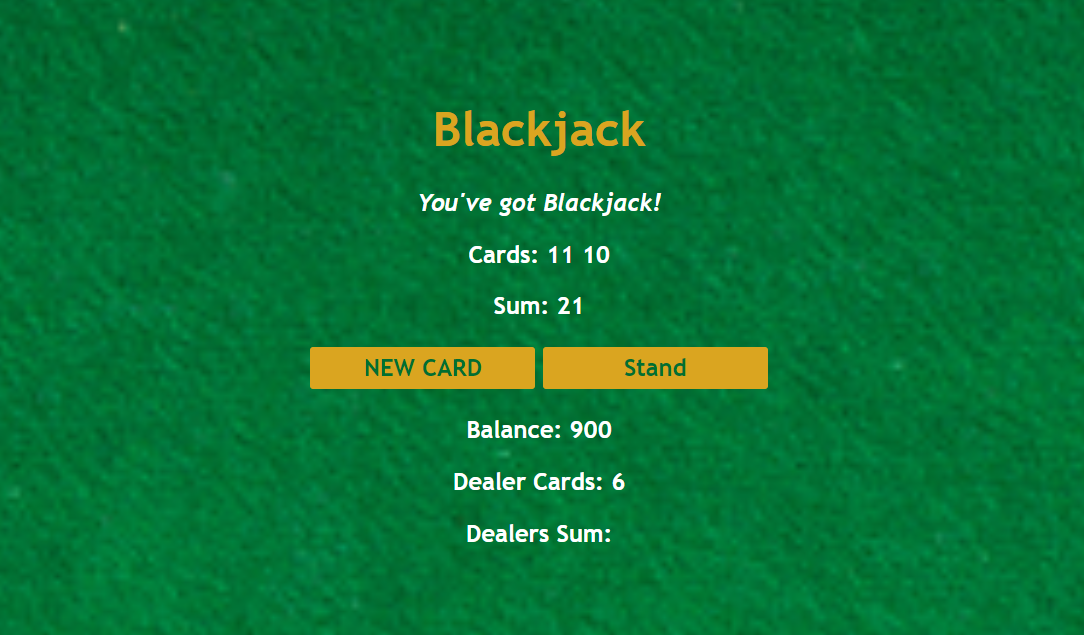 Blackjack
You've got Blackjack!
Cards: 11 10
Sum: 21
NEW CARD Stand
Balance: 900
Dealer Cards: 6
Dealers Sum: